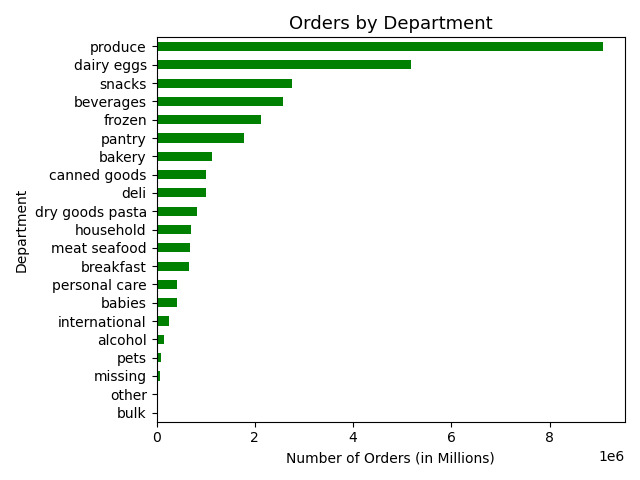 Orders by Department
produce
dairy eggs
snacks
beverages
frozen
pantry
bakery
canned goods
deli
dry goods pasta
household
meat seafood
breakfast
personal care
babies
international
alcohol
pets
missing
other
bulk
Department
0 2 4 6 8
1e6
Number of Orders (in Millions)